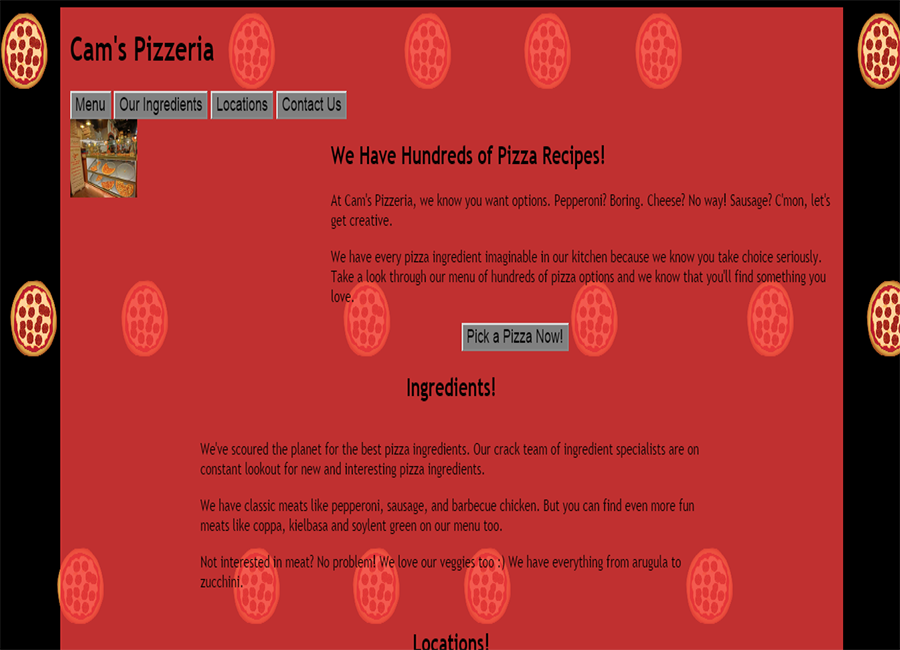 Cam's Pizzeria
Menu Our Ingredients Locations Contact Us
We Have Hundreds of Pizza Recipes!
At Cam's Pizzeria, we know you want options. Pepperoni? Boring. Cheese? No way! Sausage? C'mon, let's
get creative.
We have every pizza ingredient imaginable in our kitchen because we know you take choice seriously.
Take a look through our menu of hundreds of pizza options and we know that you'll find something you
love.
Pick a Pizza Now!
Ingredients!
We've scoured the planet for the best pizza ingredients. Our crack team of ingredient specialists are on
constant lookout for new and interesting pizza ingredients.
We have classic meats like pepperoni, sausage, and barbecue chicken. But you can find even more fun
meats like coppa, kielbasa and soylent green on our menu too.
Not interested in meat? No problem! We love our veggies too :) We have everything from arugula to
zucchini.
Locations!